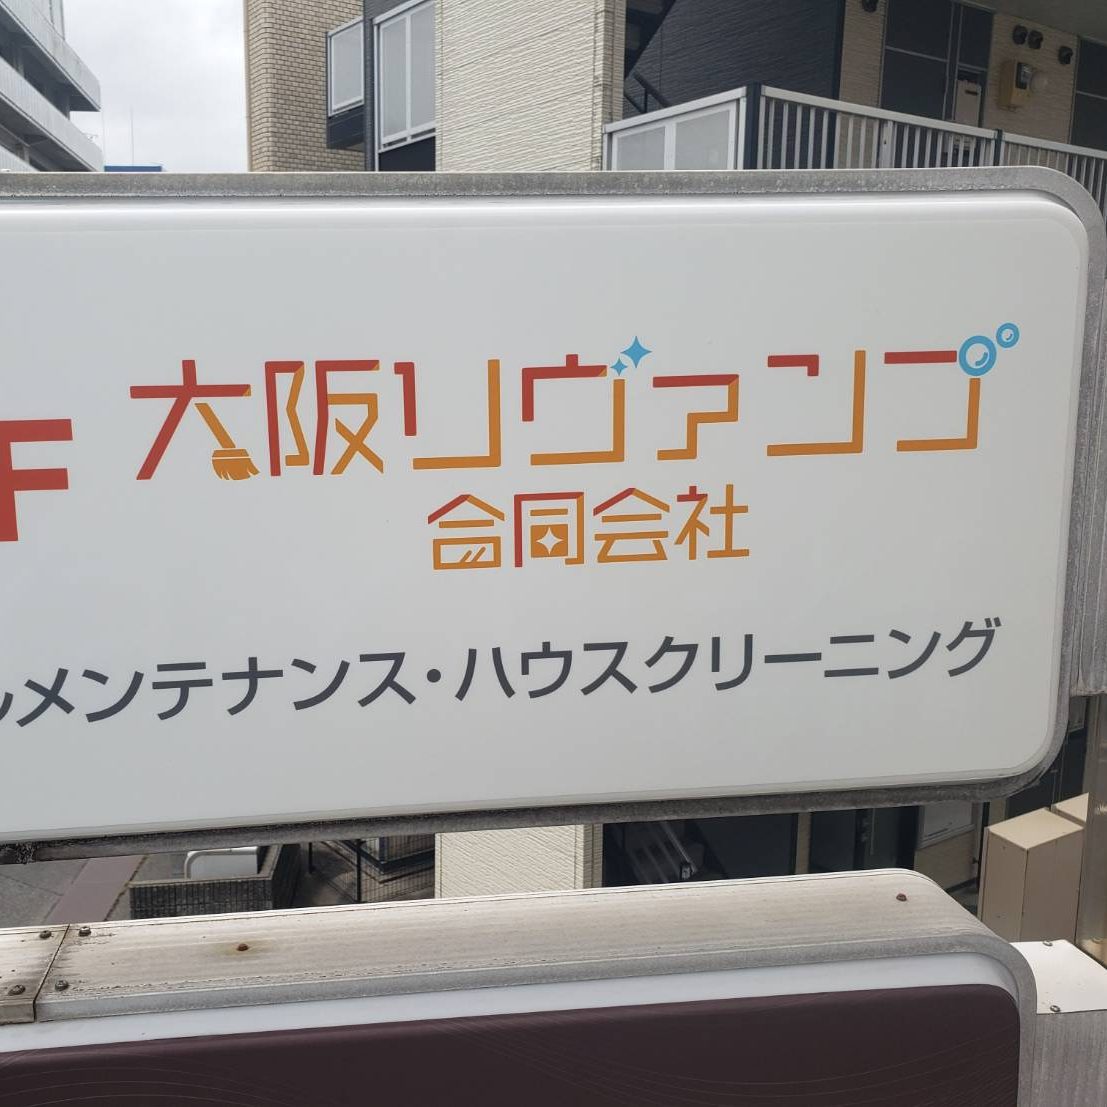 F
大阪リヴァンプ
合同会社
ルメンテナンス・ハウスクリーニング